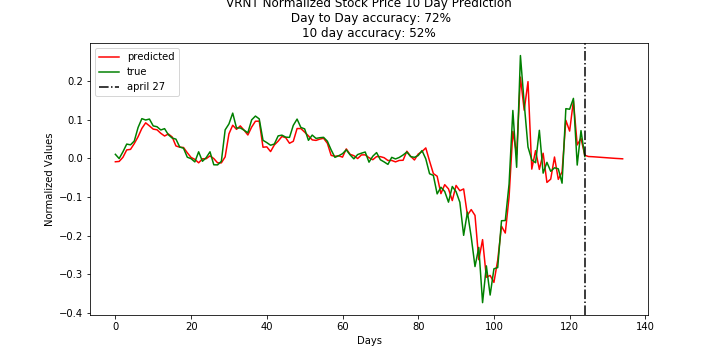 VRNT Normalized Stock Price 10 Day Prediction
Day to Day accuracy: 72%
10 day accuracy: 52%
predicted
true
april 27
Normalized Values
0.2
0.1
0.0
−0.1
−0.2
−0.3
−0.4
0 20 40 60 80 100 120 140
Days